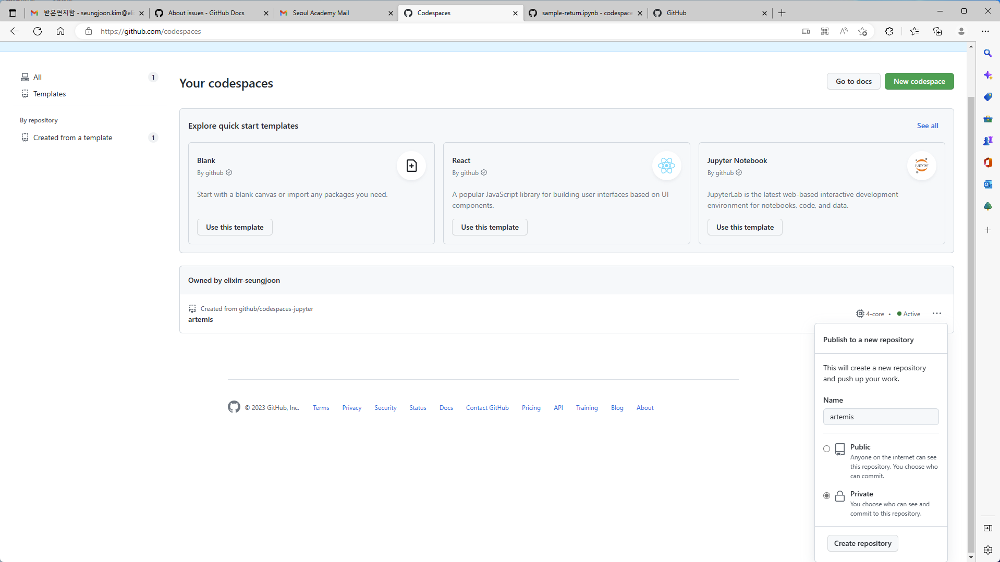 받은편지함 - seungjoon.kim@eli
About issues - GitHub Docs
Seoul Academy Mail
Codespaces
sample-return.ipynb - codespace
GitHub
https://github.com/codespaces
All
1
Templates
By repository
Created from a template
1
Your codespaces
Go to docs
New codespace
Explore quick start templates
See all
Blank
By github
Start with a blank canvas or import any packages you need.
Use this template
React
By github
A popular JavaScript library for building user interfaces based on UI
components.
Use this template
Jupyter Notebook
By github
jupyter
JupyterLab is the latest web-based interactive development
environment for notebooks, code, and data.
Use this template
Owned by elixirr-seungjoon
Created from github/codespaces-jupyter
artemis
4-core • Active
Publish to a new repository
This will create a new repository
and push up your work.
Name
artemis
Public
Anyone on the internet can see
this repository. You choose who
can commit.
Private
You choose who can see and
commit to this repository.
Create repository
© 2023 GitHub, Inc.
Terms
Privacy
Security
Status
Docs
Contact GitHub
Pricing
API
Training
Blog
About